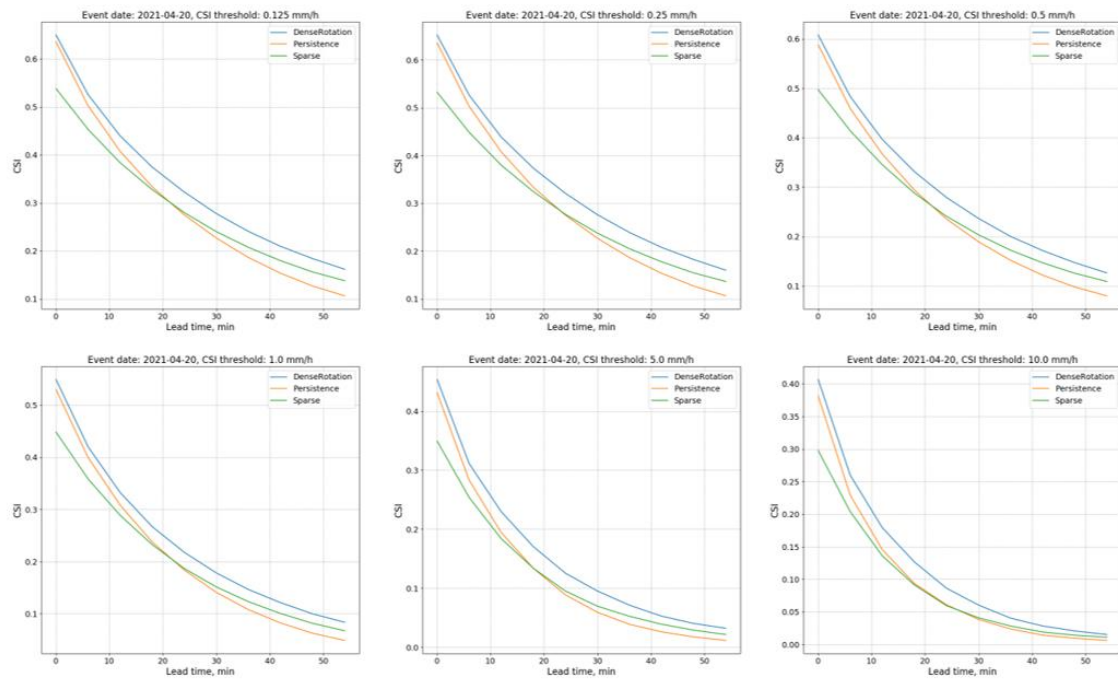 Event date: 2021-04-20, CSI threshold: 0.125 mm/h
DenseRotation
Persistence
Sparse
0.6
0.5
0.4
0.3
0.2
0.1
CSI
0 10 20 30 40 50
Lead time, min
Event date: 2021-04-20, CSI threshold: 0.25 mm/h
DenseRotation
Persistence
Sparse
0.6
0.5
0.4
0.3
0.2
0.1
CSI
0 10 20 30 40 50
Lead time, min
Event date: 2021-04-20, CSI threshold: 0.5 mm/h
DenseRotation
Persistence
Sparse
0.6
0.5
0.4
0.3
0.2
0.1
CSI
0 10 20 30 40 50
Lead time, min
Event date: 2021-04-20, CSI threshold: 1.0 mm/h
DenseRotation
Persistence
Sparse
0.5
0.4
0.3
0.2
0.1
CSI
0 10 20 30 40 50
Lead time, min
Event date: 2021-04-20, CSI threshold: 5.0 mm/h
DenseRotation
Persistence
Sparse
0.4
0.3
0.2
0.1
0.0
CSI
0 10 20 30 40 50
Lead time, min
Event date: 2021-04-20, CSI threshold: 10.0 mm/h
DenseRotation
Persistence
Sparse
0.40
0.35
0.30
0.25
0.20
0.15
0.10
0.05
0.00
CSI
0 10 20 30 40 50
Lead time, min